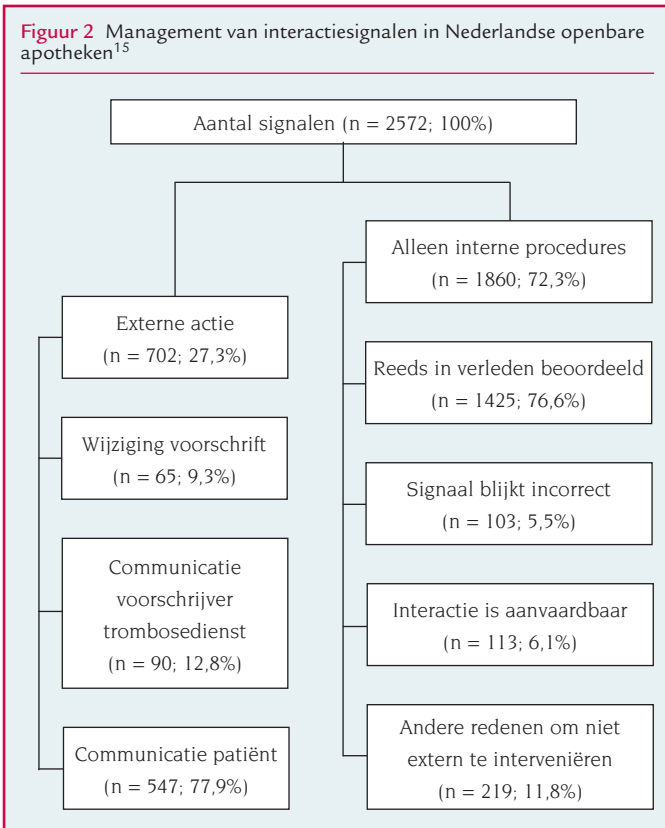 Figuur 2 Management van interactiesignalen in Nederlandse openbare
apotheken15
Aantal signalen (n = 2572; 100%)
Externe actie
(n = 702; 27,3%)
Wijziging voorschrift
(n = 65; 9,3%)
Communicatie
voorschrijver
trombosedienst
(n = 90; 12,8%)
Communicatie patiënt
(n = 547; 77,9%)
Alleen interne procedures
(n = 1860; 72,3%)
Reeds in verleden beoordeeld
(n = 1425; 76,6%)
Signaal blijkt incorrect
(n = 103; 5,5%)
Interactie is aanvaardbaar
(n = 113; 6,1%)
Andere redenen om niet
extern te interveniëren
(n = 219; 11,8%)